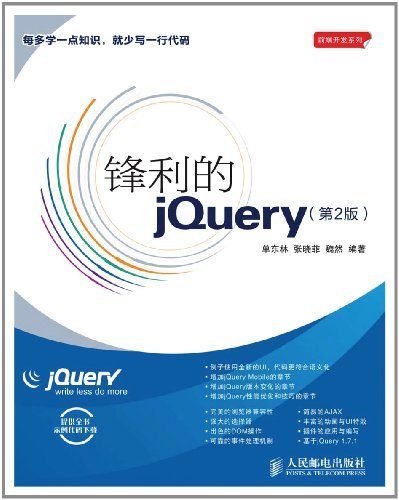 每多学一点知识，就少写一行代码
前端开发系列
锋利的
jQuery（第2版）
单东林 张晓菲 魏然 编著
jQuery
write less do more
提供全书
示例代码下载
• 例子使用全新的UI，代码更符合语义化
• 增加jQuery Mobile的章节
• 增加jQuery版本变化的章节
• 增加jQuery性能优化和技巧的章节
• 完美的浏览器兼容性
• 强大的选择器
• 出色的DOM操作
• 可靠的事件处理机制
• 简易的AJAX
• 丰富的动画与UI特效
• 插件的应用与编写
• 基于jQuery 1.7.1
人民邮电出版社
POSTS & TELECOM PRESS